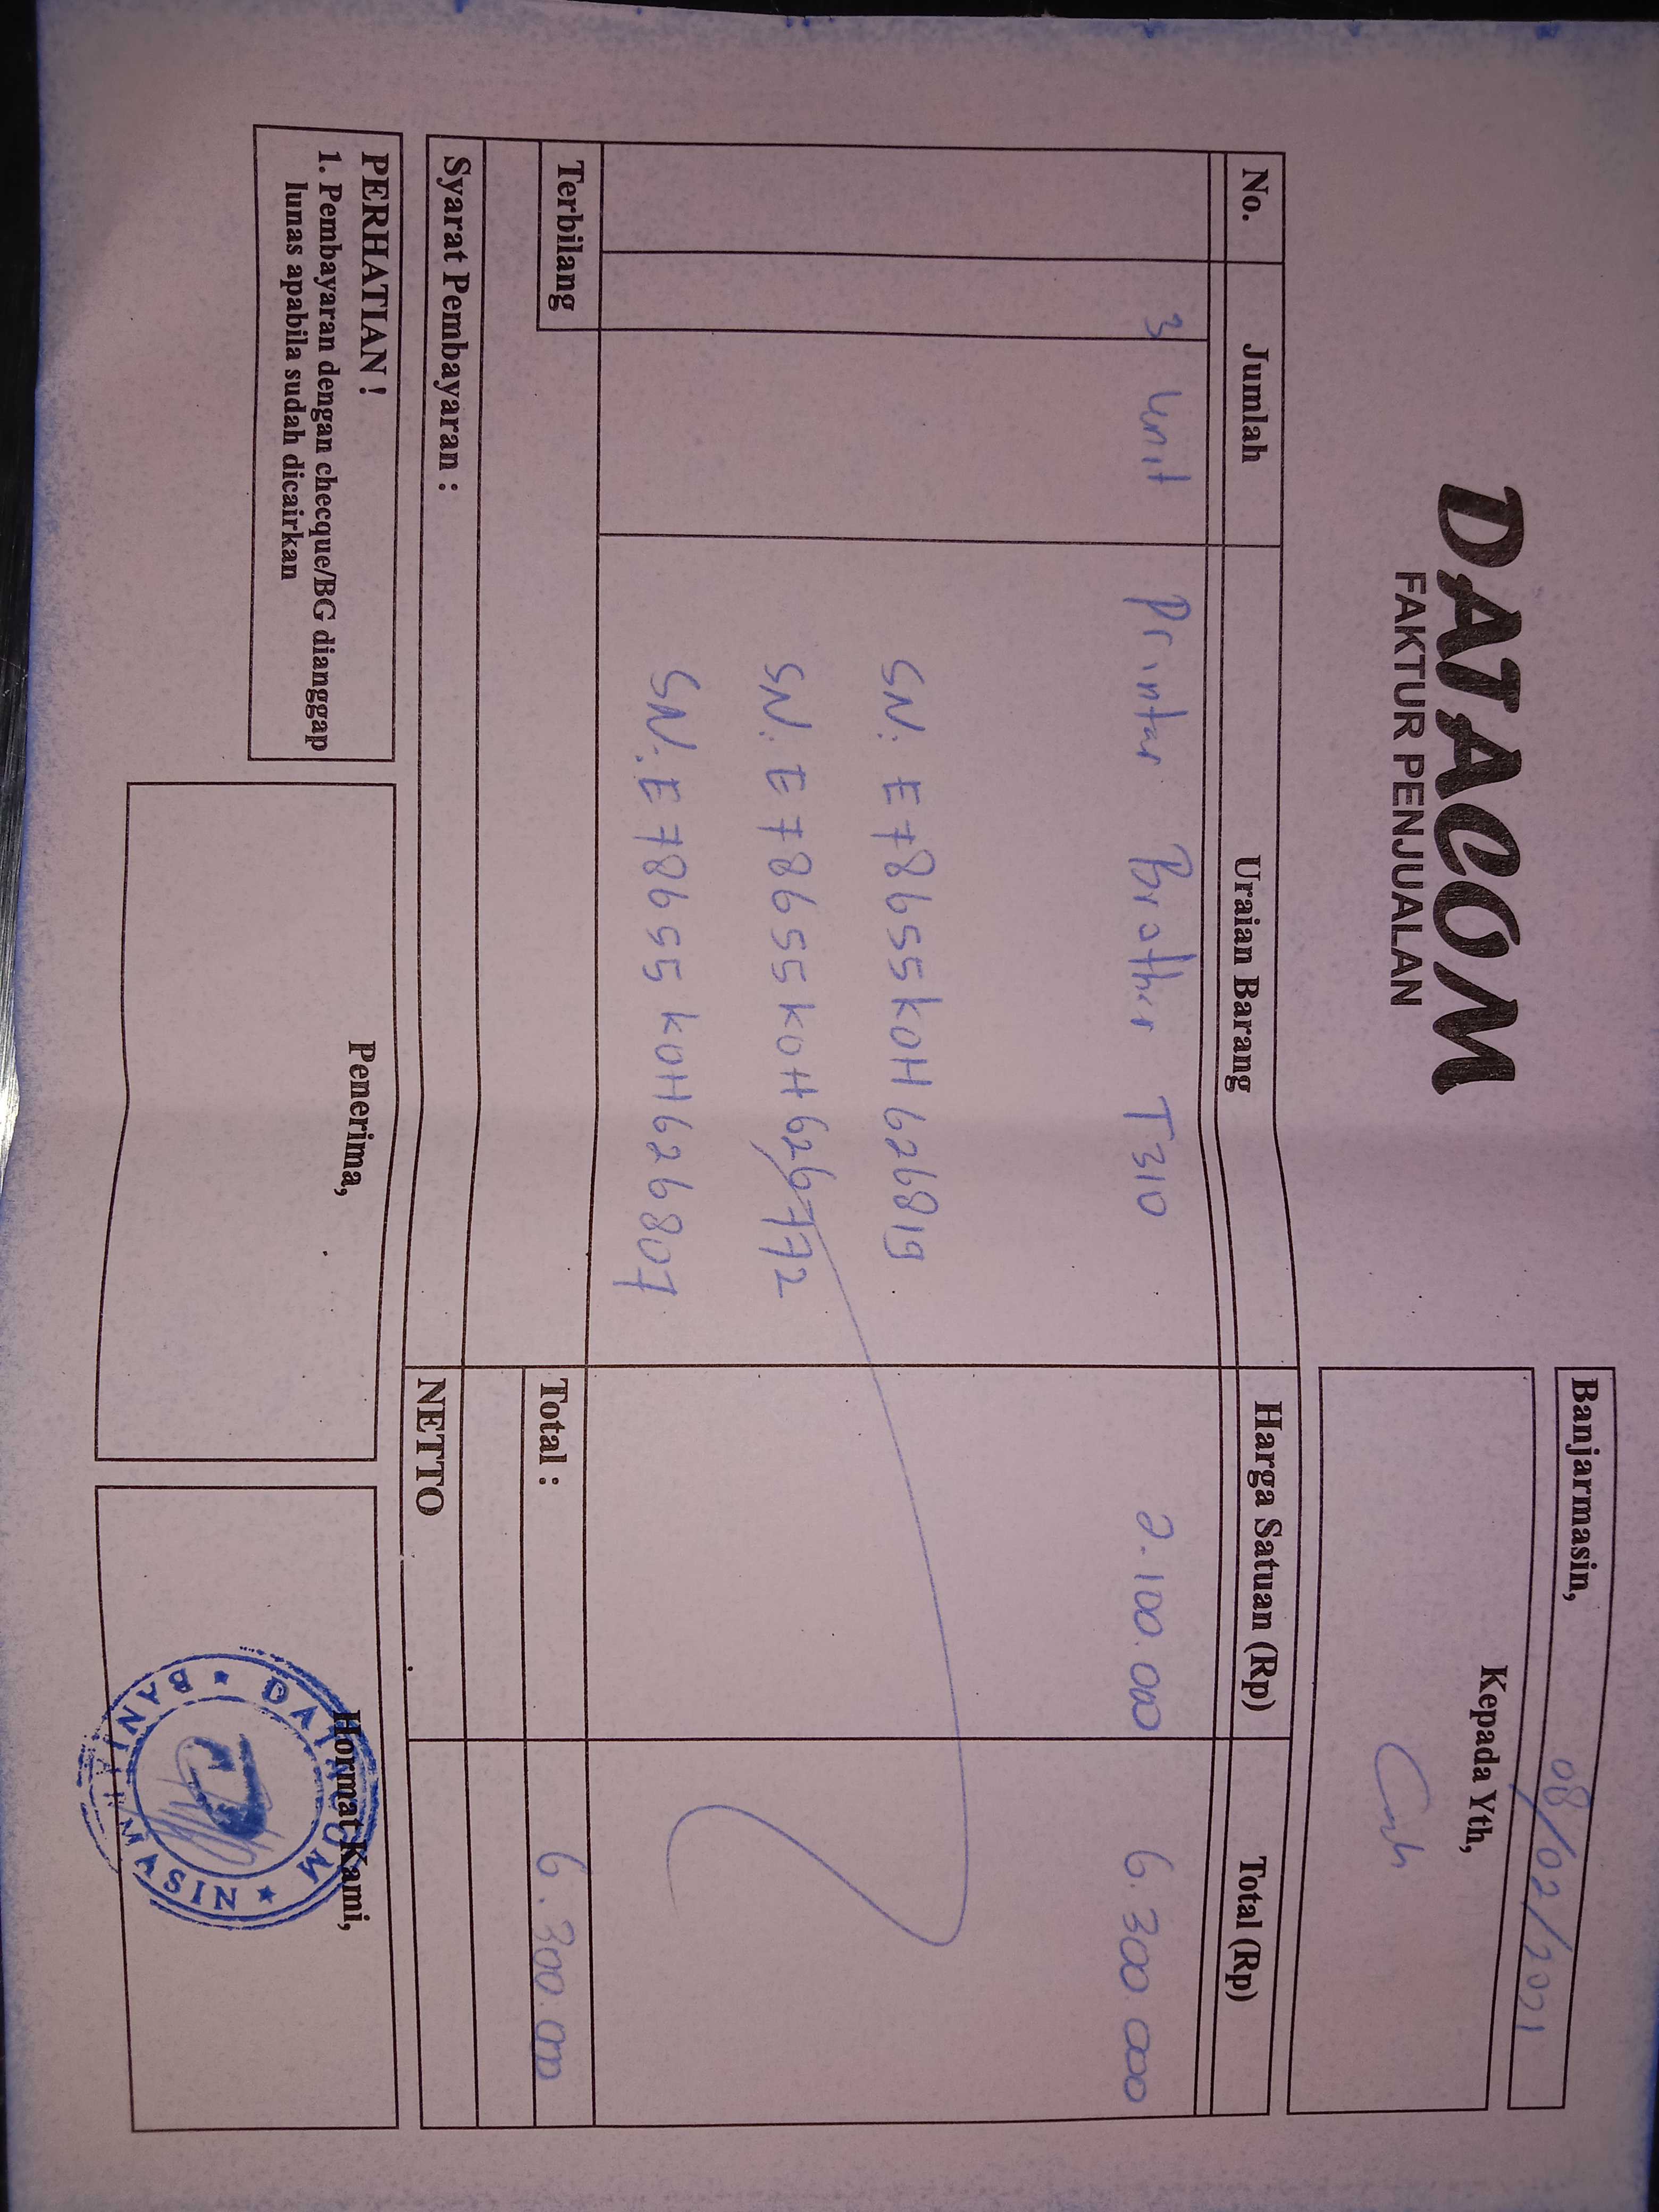 DATACOM
FAKTUR PENJUALAN
Banjarmasin, 08/02/2021
Kepada Yth,
Cash
No. Jumlah Uraian Barang Harga Satuan (Rp) Total (Rp)
3 Unit Printer Brother T310 2.100.000 6.300.000
SN: E78655K0H626819
SN: E78655K0H626772
SN: E78655K0H626807
Terbilang Total : 6.300.000
Syarat Pembayaran : NETTO
PERHATIAN !
1. Pembayaran dengan checque/BG dianggap
lunas apabila sudah dicairkan
Penerima,
Hormat Kami,
DATACOM
BANJARMASIN